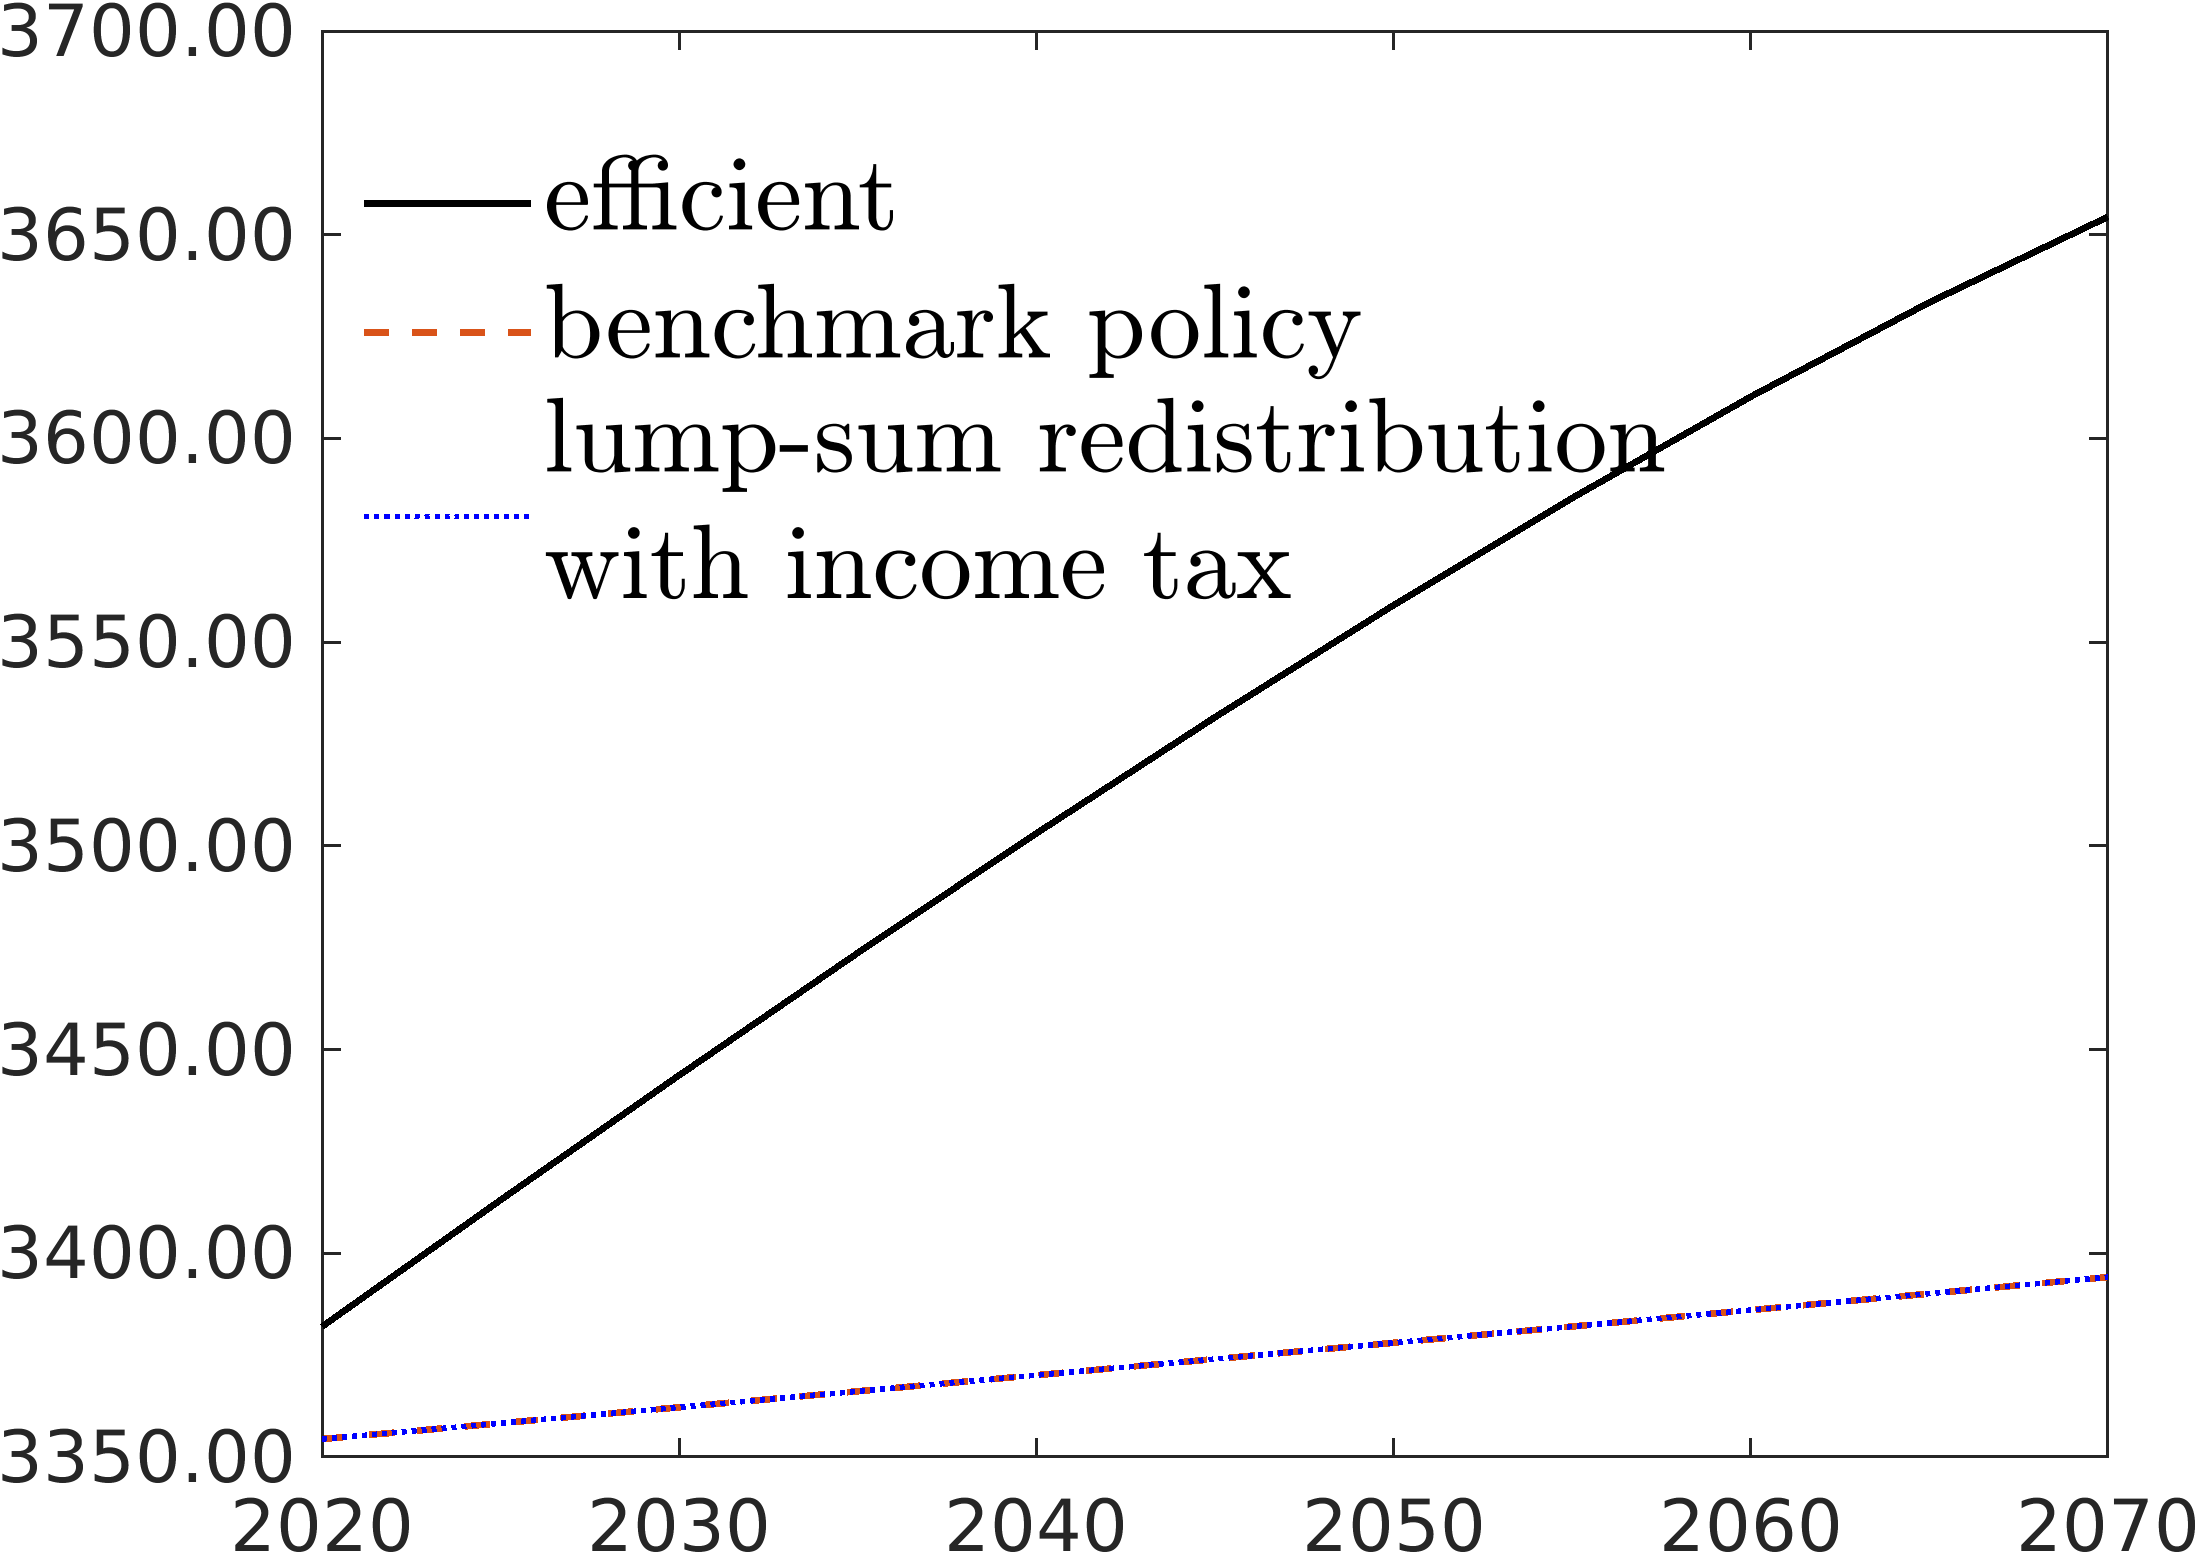 3700.00
3650.00
3600.00
3550.00
3500.00
3450.00
3400.00
3350.00
efficient
benchmark policy
lump-sum redistribution
with income tax
2020 2030 2040 2050 2060 2070